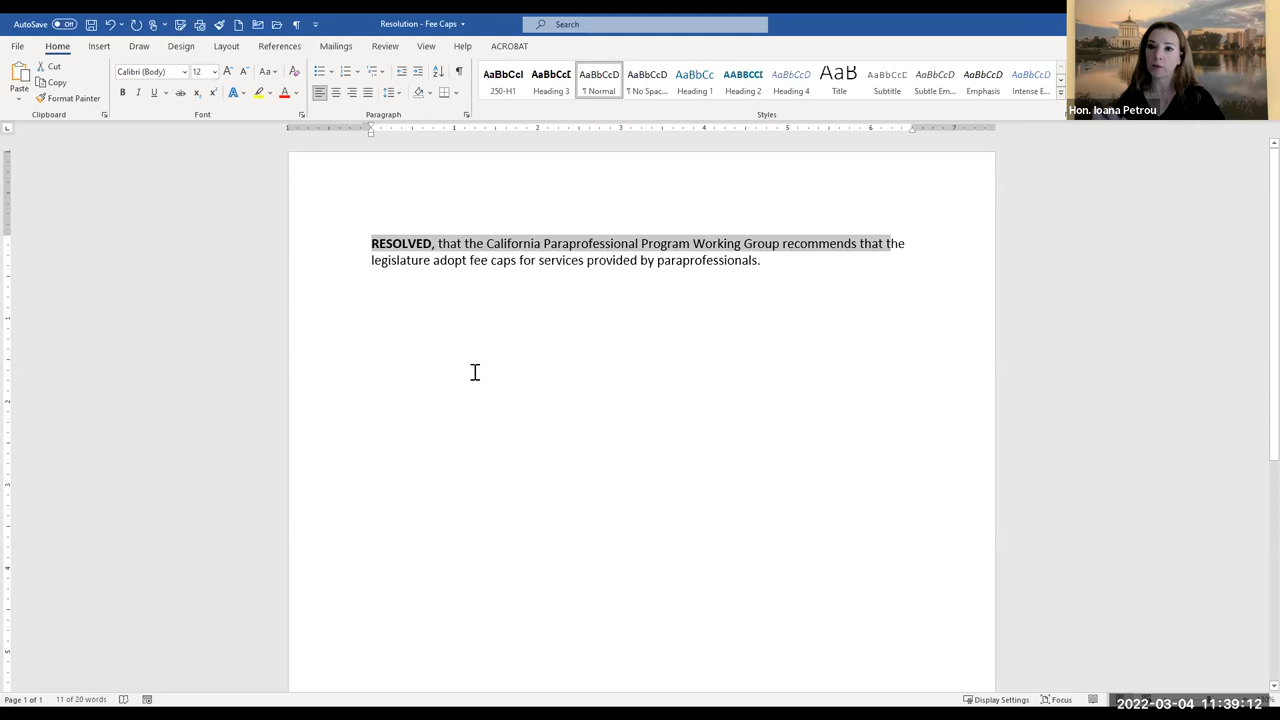 AutoSave Off Resolution - Fee Caps Search
File Home Insert Draw Design Layout References Mailings Review View Help ACROBAT
Paste
Cut
Copy
Format Painter
Clipboard
Calibri (Body) 12
Font
Paragraph
AaBbCcI AaBbCcD AaBbCcD AaBbCcD AaBbCc AABBCCI AaBbCcD AaB AaBbCcD AaBbCcD AaBbCcD AaBbCcD
250-H1 Heading 3 ¶ Normal ¶ No Spac... Heading 1 Heading 2 Heading 4 Title Subtitle Subtle Em... Emphasis Intense E...
Styles
Hon. Ioana Petrou
RESOLVED, that the California Paraprofessional Program Working Group recommends that the
legislature adopt fee caps for services provided by paraprofessionals.
Page 1 of 1 11 of 20 words Display Settings Focus
2022-03-04 11:39:12